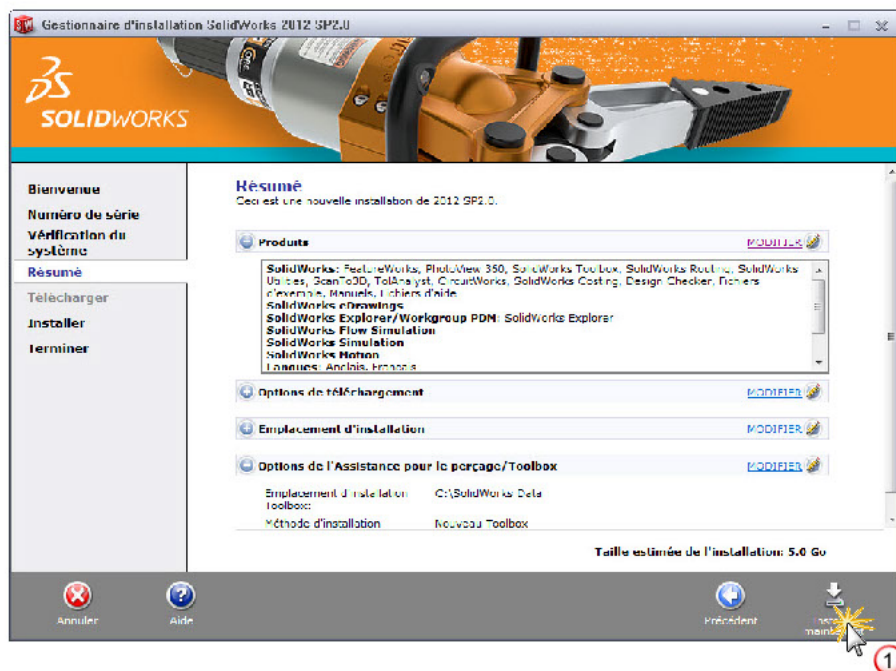 Gestionnaire d'installation SolidWorks 2012 SP2.0
DS
SOLIDWORKS
Bienvenue
Numéro de série
Vérification du
système
Résumé
Télécharger
Installer
Terminer
Résumé
Ceci est une nouvelle installation de 2012 SP2.0.
Produits
MODIFIER
SolidWorks: FeatureWorks, PhotoView 360, SolidWorks Toolbox, SolidWorks Routing, SolidWorks
Utilities, ScanTo3D, TolAnalyst, CircuitWorks, SolidWorks Costing, Design Checker, Fichiers
d'exemple, Manuels, Fichiers d'aide
SolidWorks eDrawings
SolidWorks Explorer/Workgroup PDM: SolidWorks Explorer
SolidWorks Flow Simulation
SolidWorks Simulation
SolidWorks Motion
Langues: Anglais, Français
Options de téléchargement
MODIFIER
Emplacement d'installation
MODIFIER
Options de l'Assistance pour le perçage/Toolbox
MODIFIER
Emplacement d'installation C:\SolidWorks Data
Toolbox:
Méthode d'installation Nouveau Toolbox
Taille estimée de l'installation: 5.0 Go
Annuler
Aide
Précédent
1